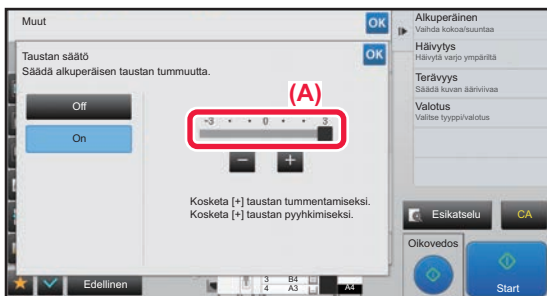 Muut
OK
Taustan säätö
OK
Säädä alkuperäisen taustan tummuutta.
Off
On
(A)
-3 • • 0 • • 3
− +
Kosketa [+] taustan tummentamiseksi.
Kosketa [+] taustan pyyhkimiseksi.
Edellinen
3 B4
4 A3
A4
Alkuperäinen
Vaihda kokoa/suuntaa
Häivytys
Häivytä varjo ympäriltä
Terävyys
Säädä kuvan ääriviivaa
Valotus
Valitse tyyppi/valotus
Esikatselu
CA
Oikovedos
Start